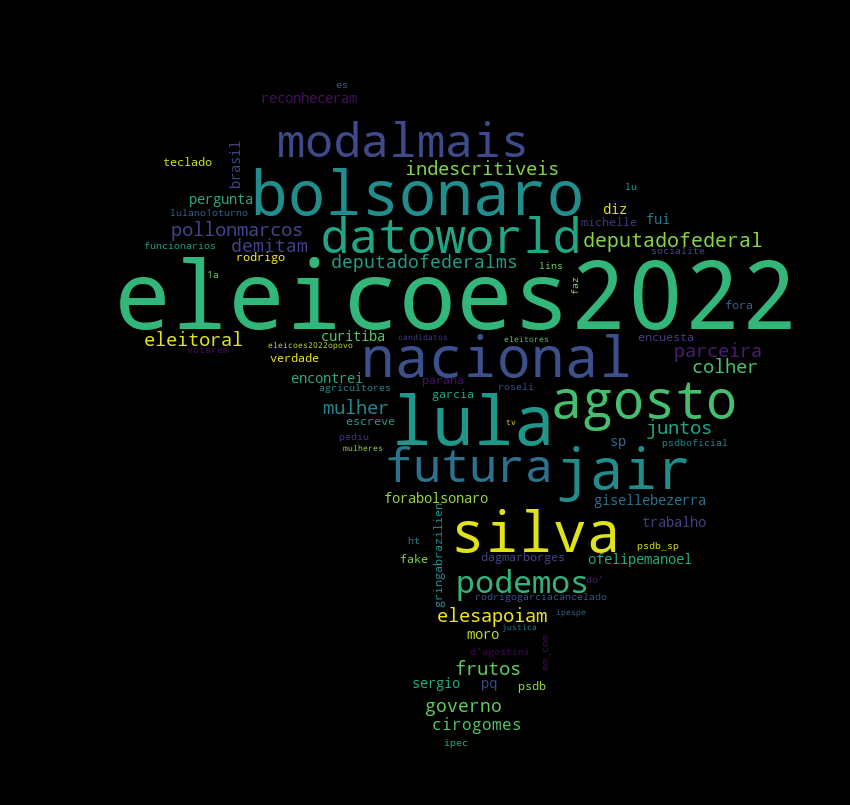 es
reconheceram
modalmais
brasil
teclado
indescritiveis
bolsonaro
lu
pergunta
lulanoloturno
diz
fui
michelle
pollonmarcos
datoworld
deputadofederal
demitam
funcionarios
socialite
rodrigo
deputadofederalms
lins
eleicoes2022
1a
faz
fora
eleitoral
curitiba
candidatos
eleitores
encuesta
eleicoes2022opovo
votarem
verdade
nacional
parceira
colher
encontrei
parana
agricultores
roseli
garcia
agosto
mulher
lula
escreve
tv
juntos
pediu
sp
psdboficial
mulheres
futura
jair
forabolsonaro
gisellebezerra
gringabrazilien
silva
trabalho
ht
psdb_sp
fake
dagmarborges
ofelipemanoel
podemos
do'
rodrigogarciacancelado
elesapoiam
ipespe
justica
moro
em_com
d'agostini
frutos
sergio
pq
psdb
governo
cirogomes
ipec